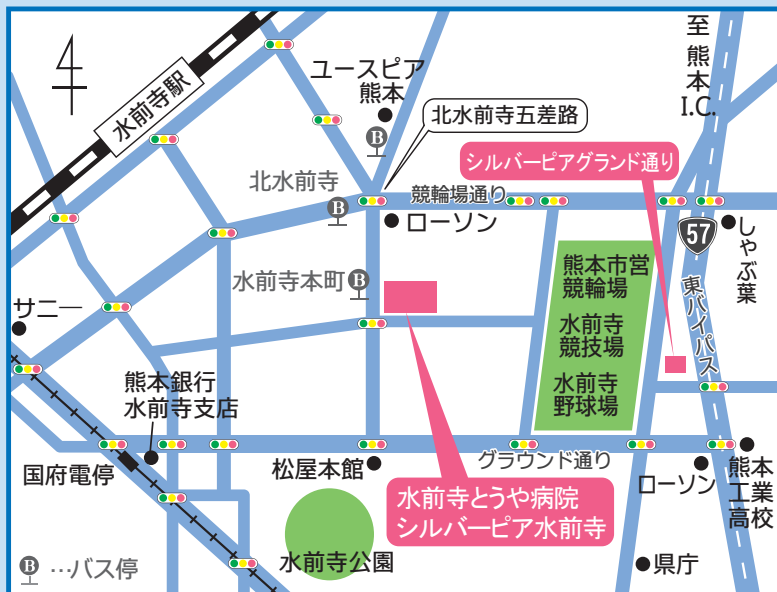 至
熊
本
I.C.
ユースピア
熊本
水前寺駅
B
北水前寺五差路
シルバーピアグランド通り
北水前寺
B
競輪場通り
ローソン
57
しゃぶ葉
水前寺本町
B
熊本市営
競輪場
水前寺
競技場
水前寺
野球場
東バイパス
サニー
熊本銀行
水前寺支店
国府電停
松屋本館
グラウンド通り
ローソン
熊本
工業
高校
水前寺とうや病院
シルバーピア水前寺
水前寺公園
県庁
B…バス停